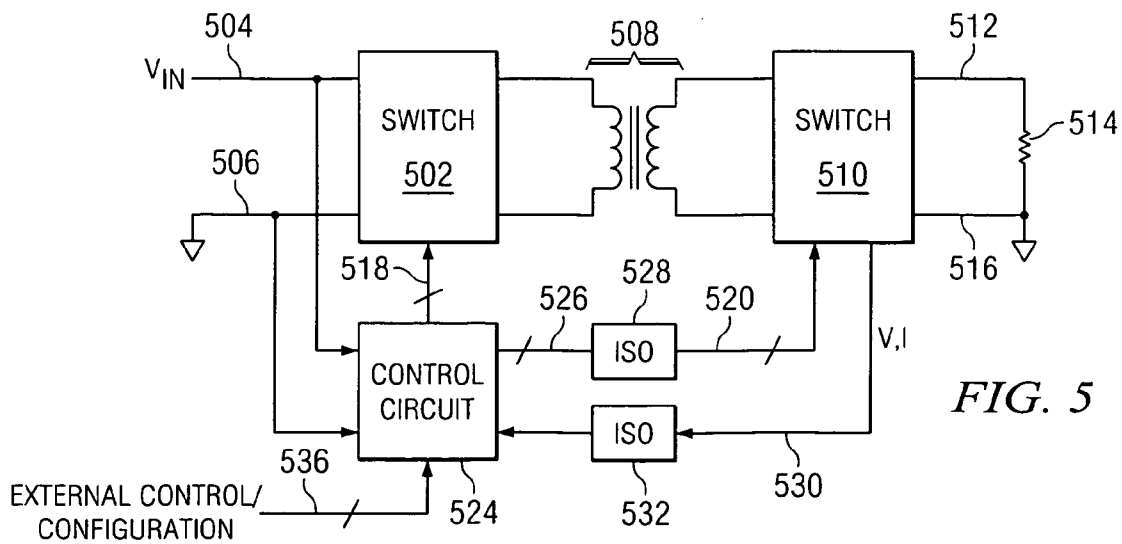 504
508
512
V_IN
SWITCH
502
SWITCH
510
514
506
516
518
526
528
520
ISO
V,I
CONTROL
CIRCUIT
FIG. 5
ISO
536
524
532
530
EXTERNAL CONTROL/
CONFIGURATION